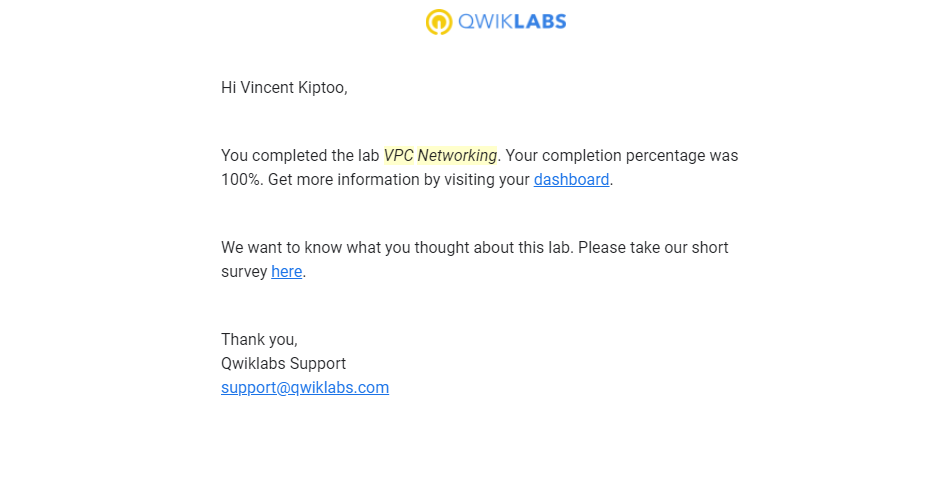 QWIKLABS
Hi Vincent Kiptoo,
You completed the lab VPC Networking. Your completion percentage was
100%. Get more information by visiting your dashboard.
We want to know what you thought about this lab. Please take our short
survey here.
Thank you,
Qwiklabs Support
support@qwiklabs.com